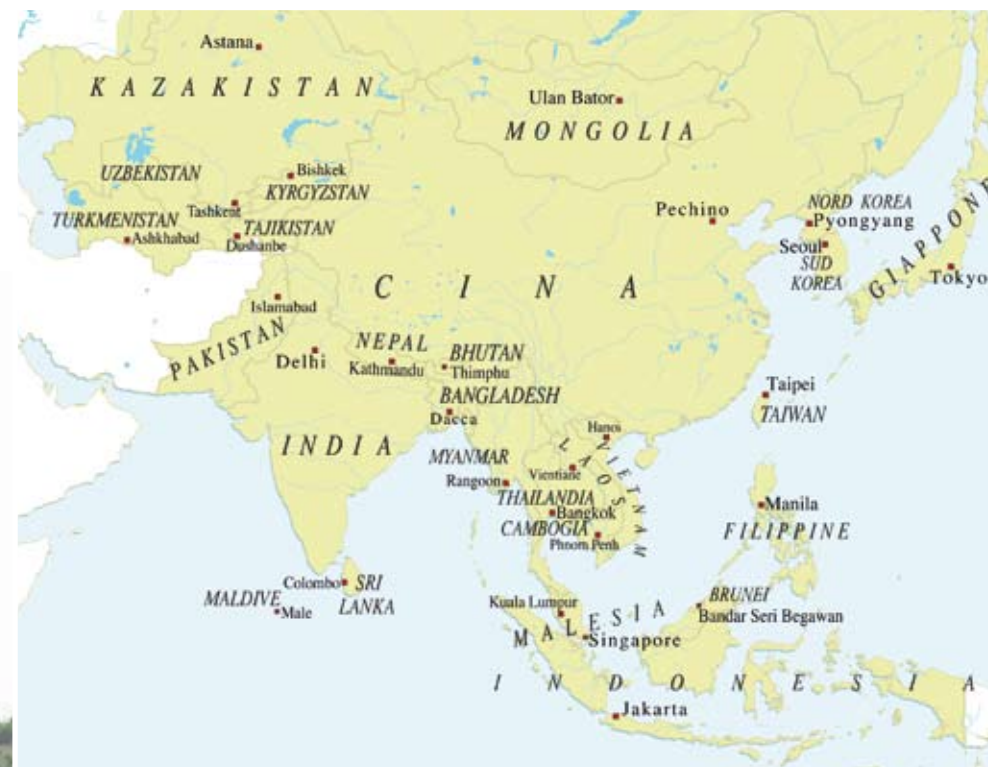 Astana
KAZAKISTAN
Ulan Bator
MONGOLIA
UZBEKISTAN
Bishkek
KYRGYZSTAN
Tashkent
TURKMENISTAN
TAJIKISTAN
Ashkhabad
Dushanbe
Pechino
NORD KOREA
Pyongyang
Seoul
SUD
KOREA
GIAPPONE
Tokyo
CINA
Islamabad
PAKISTAN
Delhi
NEPAL
Kathmandu
BHUTAN
Thimphu
BANGLADESH
Dacca
Taipei
TAIWAN
INDIA
Hanoi
LAOS
VIETNAM
MYANMAR
Vientiane
Rangoon
THAILANDIA
Bangkok
CAMBOGIA
Phnom Penh
Manila
FILIPPINE
Colombo
SRI
LANKA
MALDIVE
Male
Kuala Lumpur
MALESIA
Singapore
BRUNEI
Bandar Seri Begawan
INDONESIA
Jakarta